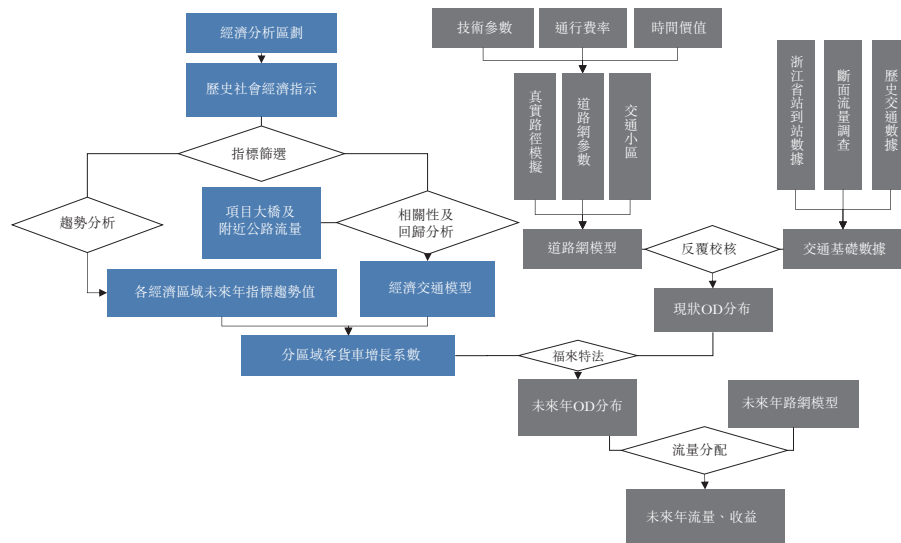 經濟分析區劃
歷史社會經濟指示
指標篩選
趨勢分析
項目大橋及
附近公路流量
相關性及
回歸分析
各經濟區域未來年指標趨勢值
經濟交通模型
分區域客貨車增長系數
技術參數
通行費率
時間價值
真實路徑模擬
道路網參數
交通小區
浙江省站到站數據
斷面流量調查
歷史交通數據
道路網模型
反覆校核
交通基礎數據
現狀OD分布
福來特法
未來年OD分布
未來年路網模型
流量分配
未來年流量、收益